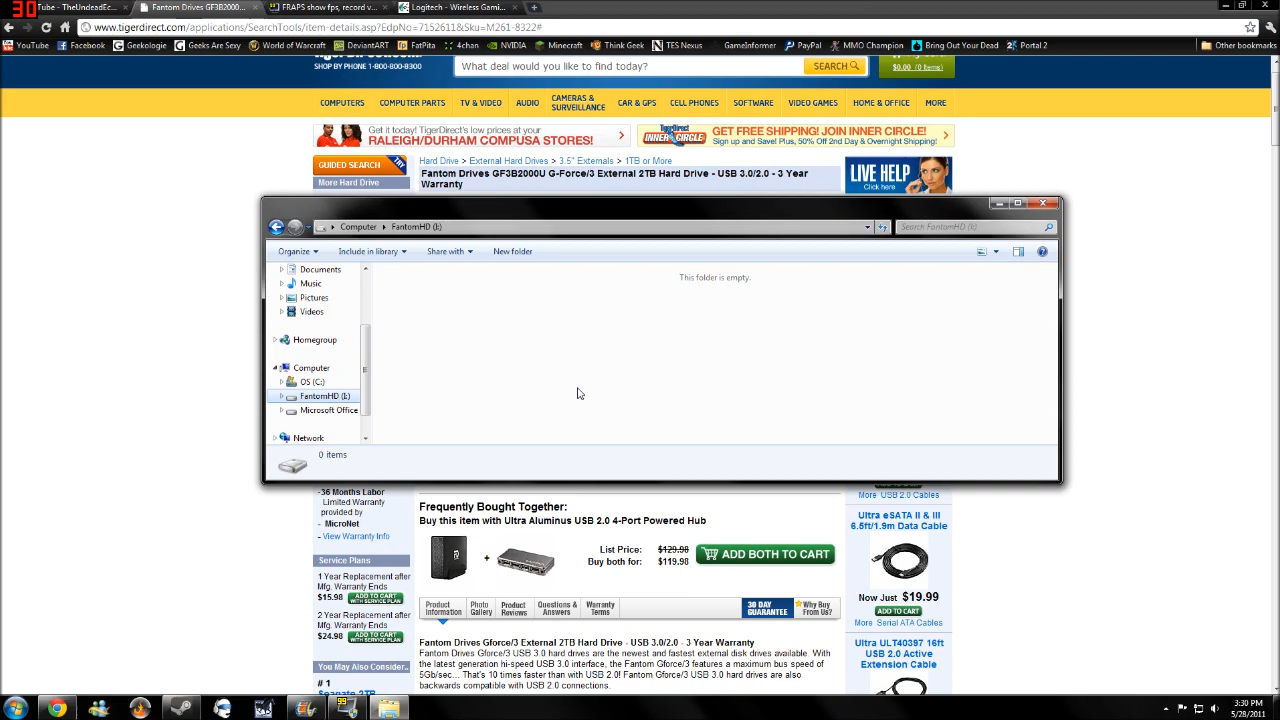 30
Tube - TheUndeadEc...
Fantom Drives GF3B2000...
FRAPS show fps, record v...
Logitech - Wireless Gami...
www.tigerdirect.com/applications/SearchTools/item-details.asp?EdpNo=7152611&Sku=M261-8322#
YouTube
Facebook
Geekologie
Geeks Are Sexy
World of Warcraft
DeviantART
FatPita
4chan
NVIDIA
Minecraft
Think Geek
TES Nexus
GameInformer
PayPal
MMO Champion
Bring Out Your Dead
Portal 2
Other bookmarks
SHOP BY PHONE 1-800-800-8300
What deal would you like to find today?
SEARCH
$0.00 (0 Items)
COMPUTERS
COMPUTER PARTS
TV & VIDEO
AUDIO
CAMERAS & SURVEILLANCE
CAR & GPS
CELL PHONES
SOFTWARE
VIDEO GAMES
HOME & OFFICE
MORE
Get it today! TigerDirect's low prices at your
RALEIGH/DURHAM COMPUSA STORES!
TigerDirect
INNER CIRCLE
GET FREE SHIPPING! JOIN INNER CIRCLE!
Sign up and Save! Plus, 50% Off 2nd Day & Overnight Shipping!
GUIDED SEARCH
TRY
More Hard Drive
Hard Drive > External Hard Drives > 3.5" Externals > 1TB or More
Fantom Drives GF3B2000U G-Force/3 External 2TB Hard Drive - USB 3.0/2.0 - 3 Year
Warranty
LIVE HELP
Click here
Computer
FantomHD (I:)
Search FantomHD (I:)
Organize
Include in library
Share with
New folder
Documents
Music
Pictures
Videos
Homegroup
Computer
OS (C:)
FantomHD (I:)
Microsoft Office
Network
This folder is empty.
0 items
-36 Months Labor
Limited Warranty
provided by
- MicroNet
- View Warranty Info
Service Plans
1 Year Replacement after
Mfg. Warranty Ends
$15.98
ADD TO CART
WITH SERVICE PLAN
2 Year Replacement after
Mfg. Warranty Ends
$24.98
ADD TO CART
WITH SERVICE PLAN
You May Also Consider..
# 1
Seagate 2TB
Frequently Bought Together:
Buy this item with Ultra Aluminus USB 2.0 4-Port Powered Hub
+
List Price: $129.98
Buy both for: $119.98
ADD BOTH TO CART
Product Information
Photo Gallery
Product Reviews
Questions & Answers
Warranty Terms
30 DAY GUARANTEE
Why Buy From Us?
Fantom Drives Gforce/3 External 2TB Hard Drive - USB 3.0/2.0 - 3 Year Warranty
Fantom Drives Gforce/3 USB 3.0 hard drives are the newest and fastest external disk drives available. With
the latest generation hi-speed USB 3.0 interface, the Fantom Gforce/3 features a maximum bus speed of
5Gb/sec... That's 10 times faster than with USB 2.0! Fantom Gforce/3 USB 3.0 hard drives are also
backwards compatible with USB 2.0 connections.
More USB 2.0 Cables
Ultra eSATA II & III
6.5ft/1.9m Data Cable
Now Just $19.99
ADD TO CART
More Serial ATA Cables
Ultra ULT40397 16ft
USB 2.0 Active
Extension Cable
99
3:30 PM
5/28/2011